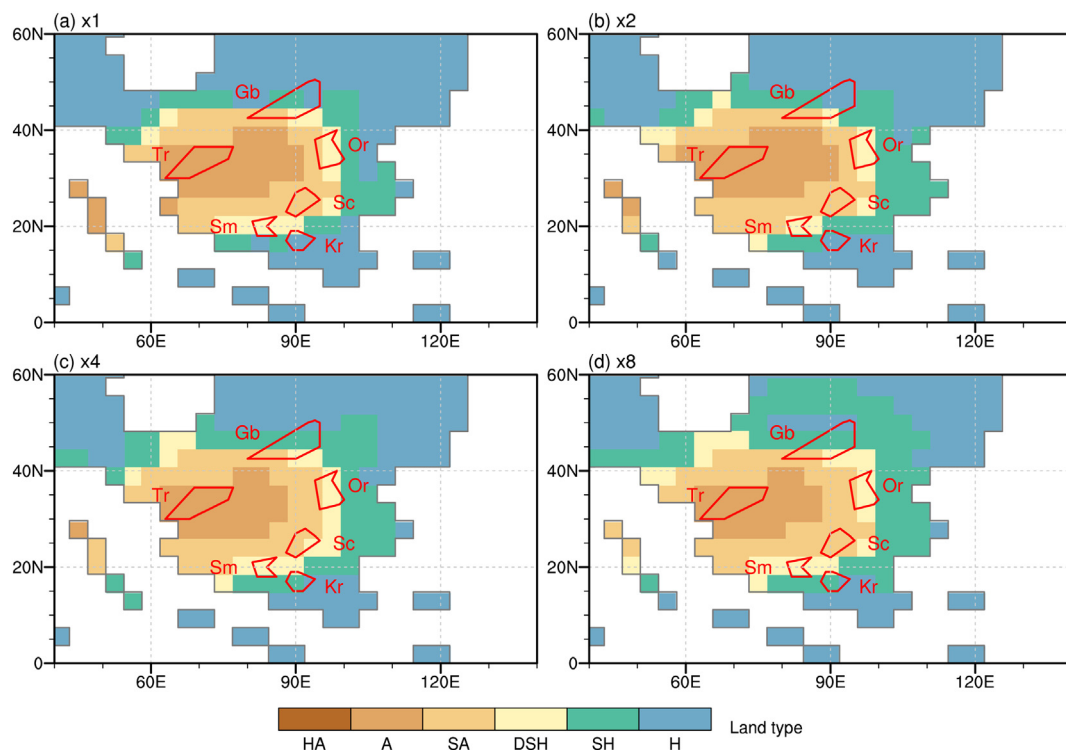 (a) x1
(b) x2
60N
40N
20N
0
60E
90E
120E
Gb
Or
Tr
Sc
Sm
Kr
60N
40N
20N
0
60E
90E
120E
Gb
Or
Tr
Sc
Sm
Kr
(c) x4
(d) x8
60N
40N
20N
0
60E
90E
120E
Gb
Or
Tr
Sc
Sm
Kr
60N
40N
20N
0
60E
90E
120E
Gb
Or
Tr
Sc
Sm
Kr
HA A SA DSH SH H
Land type